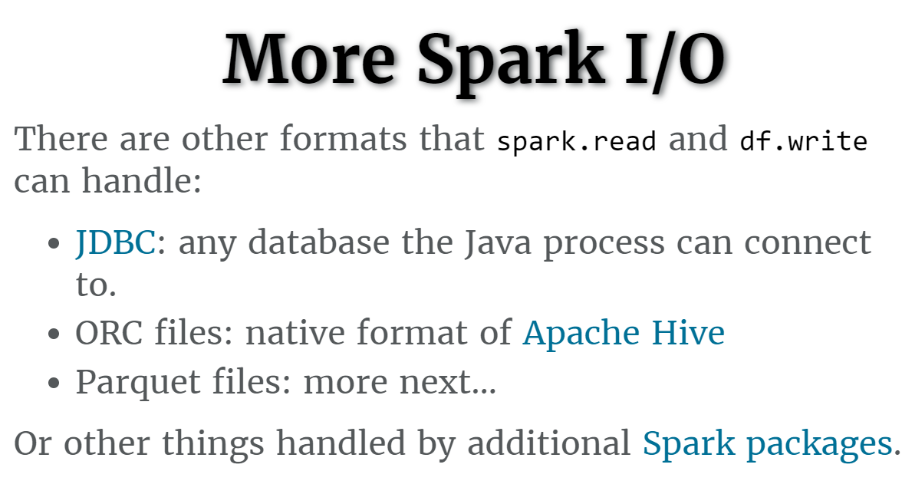 More Spark I/O
There are other formats that spark.read and df.write
can handle:
• JDBC: any database the Java process can connect
to.
• ORC files: native format of Apache Hive
• Parquet files: more next…
Or other things handled by additional Spark packages.